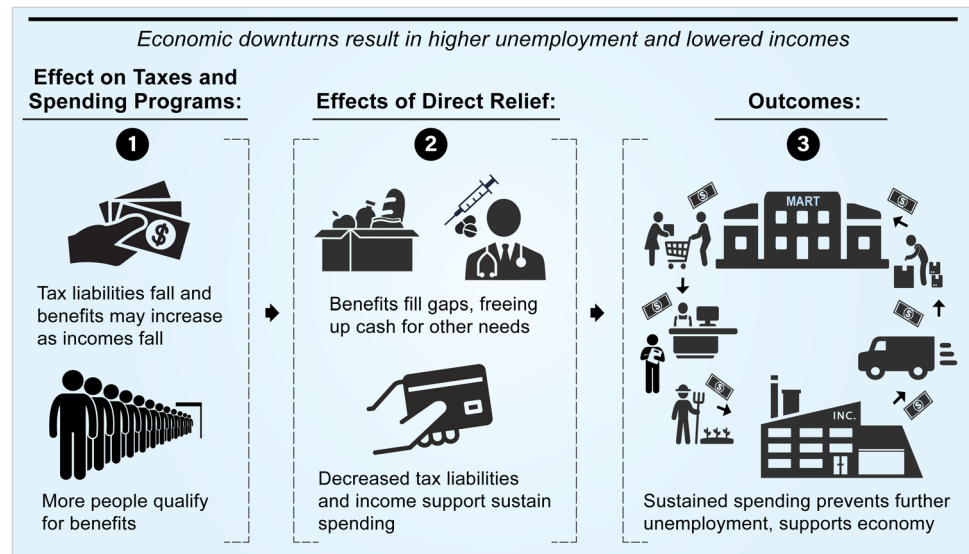 Economic downturns result in higher unemployment and lowered incomes
Effect on Taxes and
Spending Programs:
1
$
Tax liabilities fall and
benefits may increase
as incomes fall
More people qualify
for benefits
Effects of Direct Relief:
2
Benefits fill gaps, freeing
up cash for other needs
Decreased tax liabilities
and income support sustain
spending
Outcomes:
3
$
MART
$
$
$
$
$
INC.
Sustained spending prevents further
unemployment, supports economy